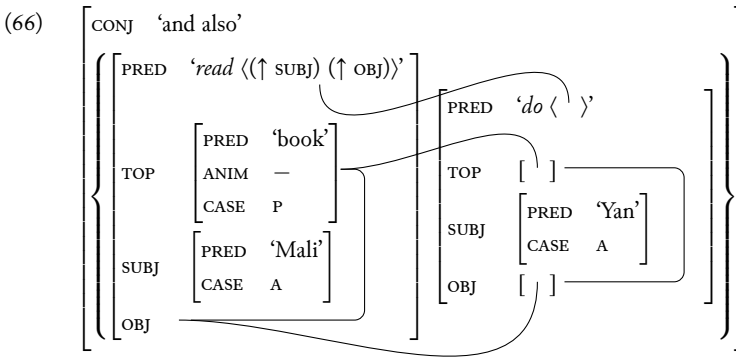 (66)
CONJ ‘and also’
PRED ‘read ⟨(↑ SUBJ) (↑ OBJ)⟩’
TOP
PRED ‘book’
ANIM —
CASE P
SUBJ
PRED ‘Mali’
CASE A
OBJ
PRED ‘do ⟨ ⟩’
TOP [ ]
SUBJ
PRED ‘Yan’
CASE A
OBJ [ ]